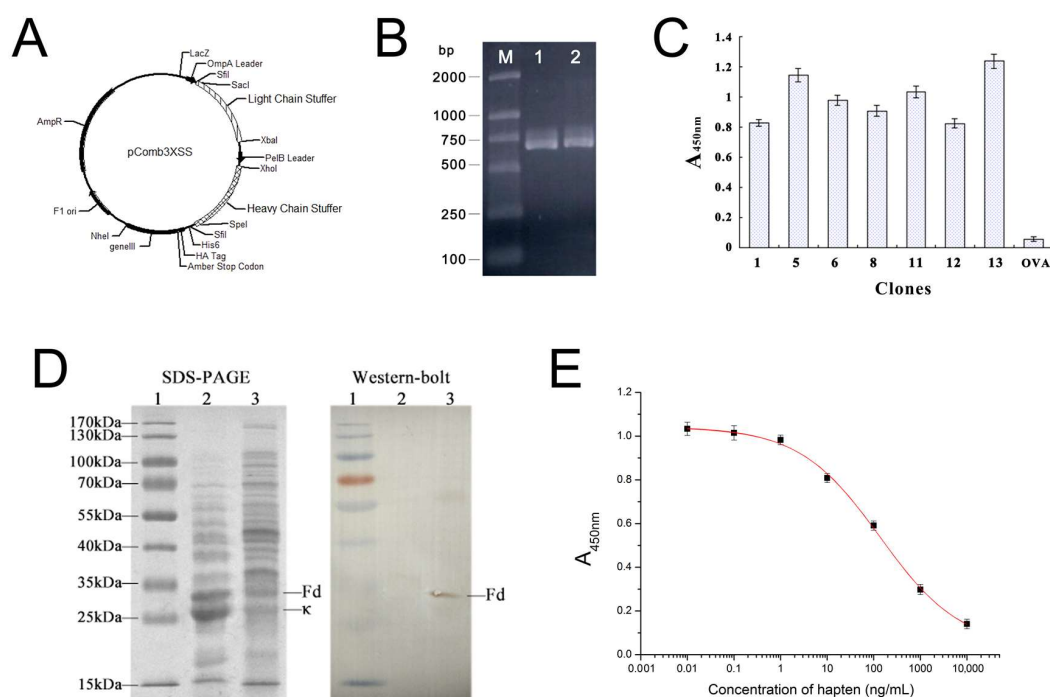 A
LacZ
OmpA Leader
SfiI
SacI
Light Chain Stuffer
XbaI
PelB Leader
XhoI
Heavy Chain Stuffer
SpeI
SfiI
His6
HA Tag
Amber Stop Codon
geneIII
NheI
F1 ori
AmpR
pComb3XSS
B
bp
M 1 2
2000
1000
750
500
250
100
C
A450nm
1.4
1.2
1
0.8
0.6
0.4
0.2
0
1 5 6 8 11 12 13 OVA
Clones
D
SDS-PAGE
1 2 3
170kDa
130kDa
100kDa
70kDa
55kDa
40kDa
35kDa
25kDa
15kDa
Fd
κ
Western-bolt
1 2 3
Fd
E
A450nm
1.2
1.0
0.8
0.6
0.4
0.2
0.0
0.001 0.01 0.1 1 10 100 1000 10,000
Concentration of hapten (ng/mL)